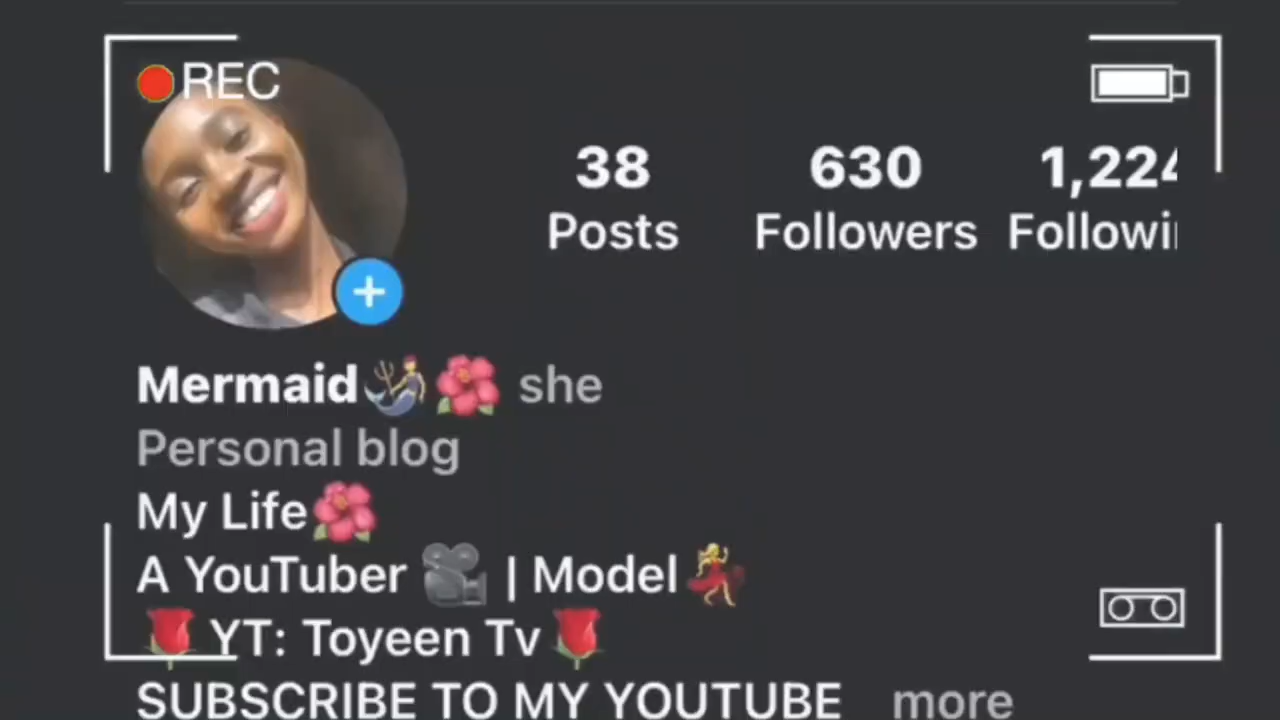 REC
38 630 1,224
Posts Followers Followi
Mermaid🧜‍♂️🌺 she
Personal blog
My Life🌺
A YouTuber 🎥 | Model💃
🌹 YT: Toyeen Tv🌹
SUBSCRIBE TO MY YOUTUBE more